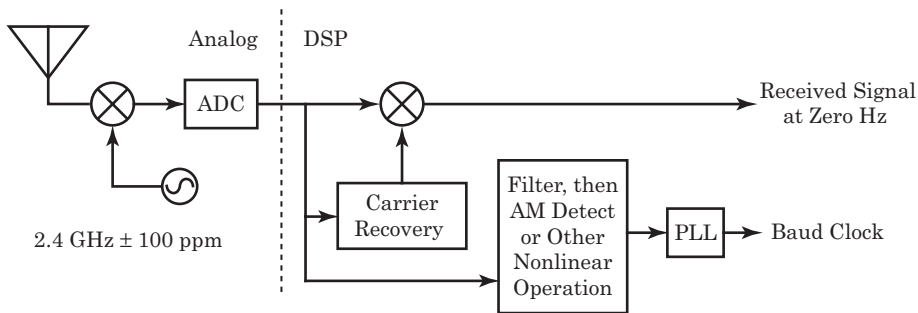 Analog
DSP
ADC
Received Signal
at Zero Hz
2.4 GHz ± 100 ppm
Carrier
Recovery
Filter, then
AM Detect
or Other
Nonlinear
Operation
PLL
Baud Clock